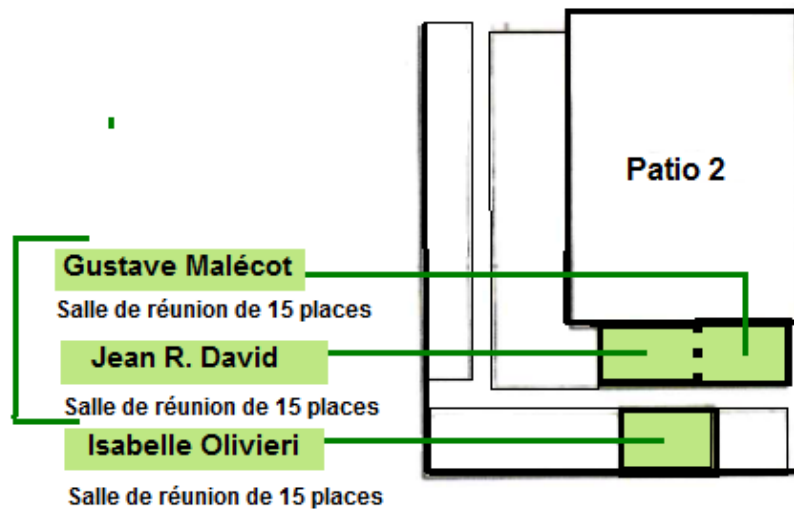 Patio 2
Gustave Malécot
Salle de réunion de 15 places
Jean R. David
Salle de réunion de 15 places
Isabelle Olivieri
Salle de réunion de 15 places